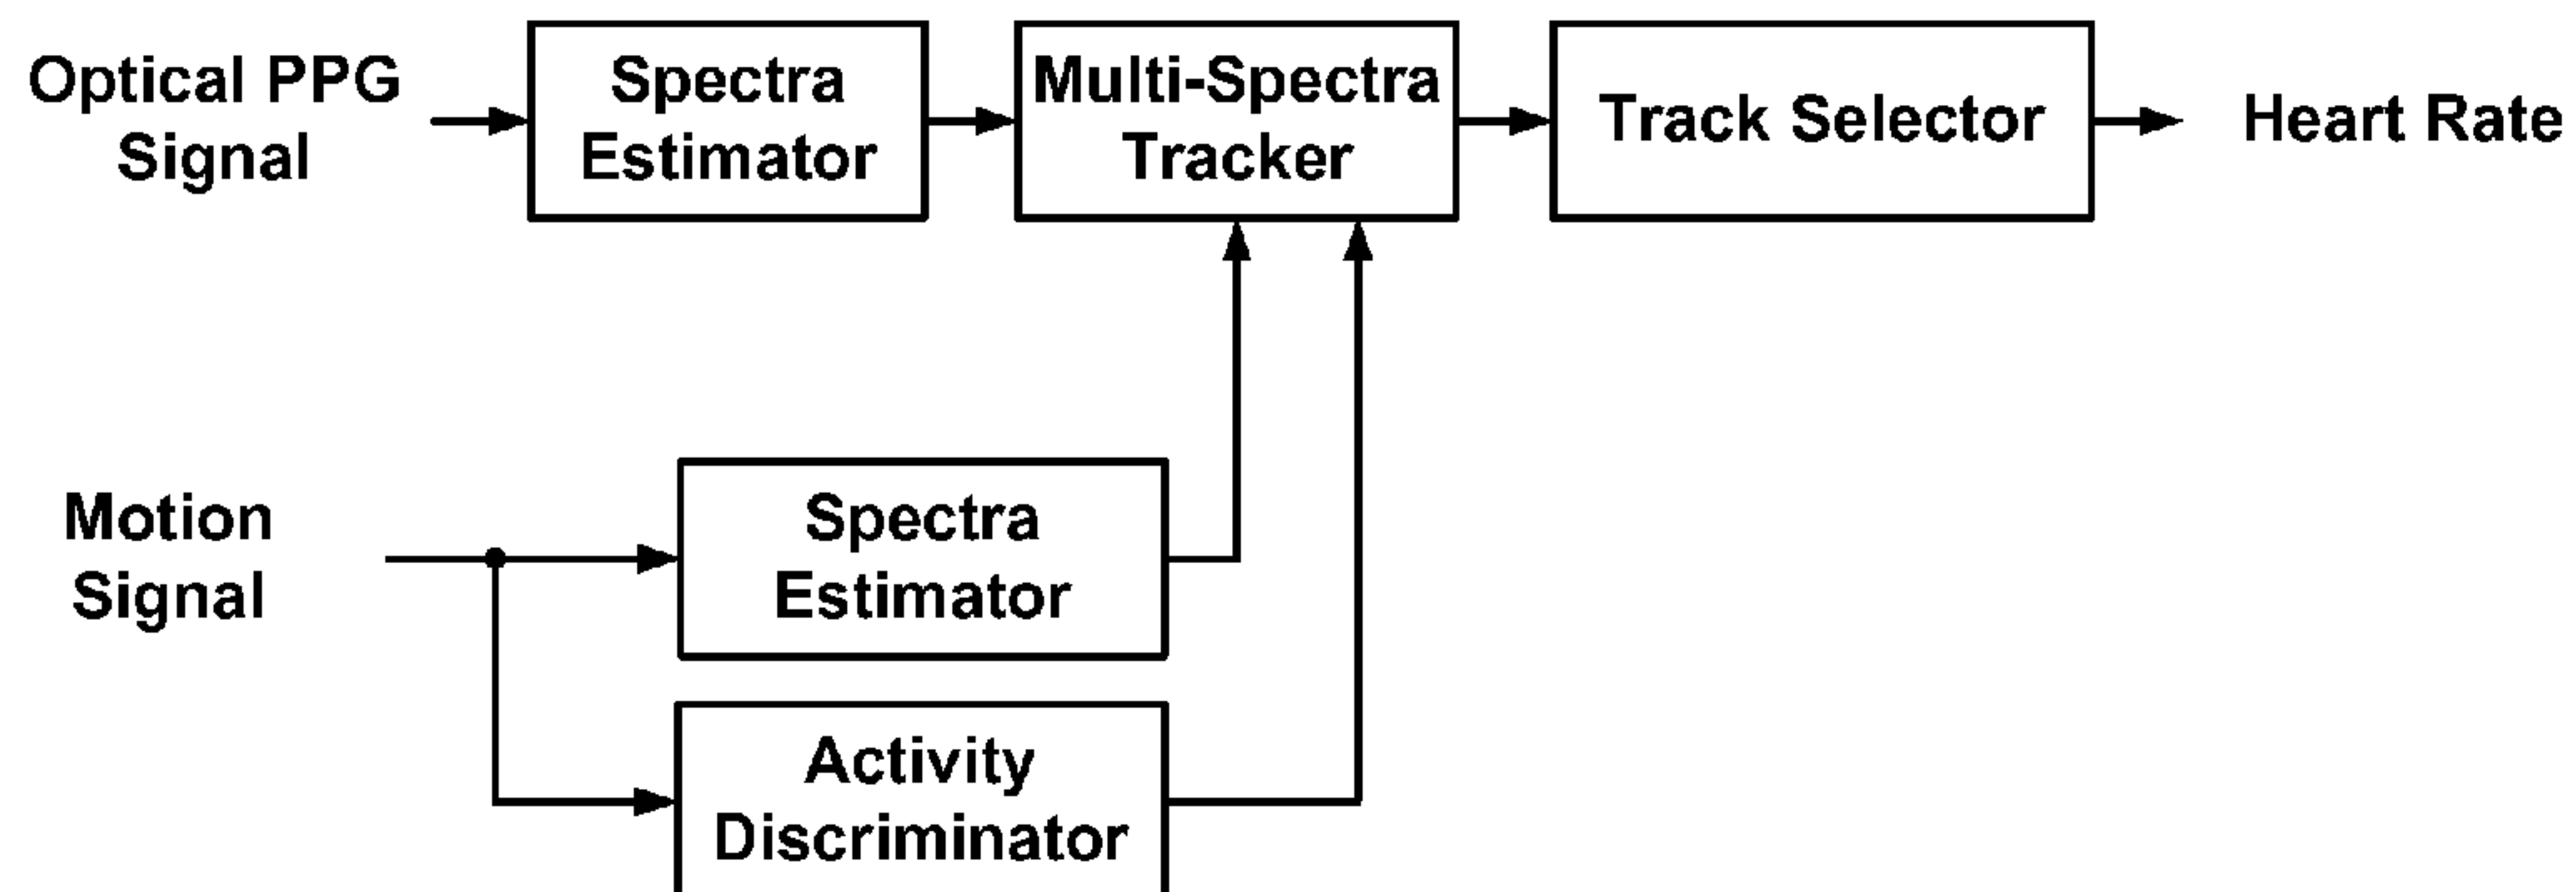 Optical PPG
Signal
Spectra
Estimator
Multi-Spectra
Tracker
Track Selector
Heart Rate
Motion
Signal
Spectra
Estimator
Activity
Discriminator